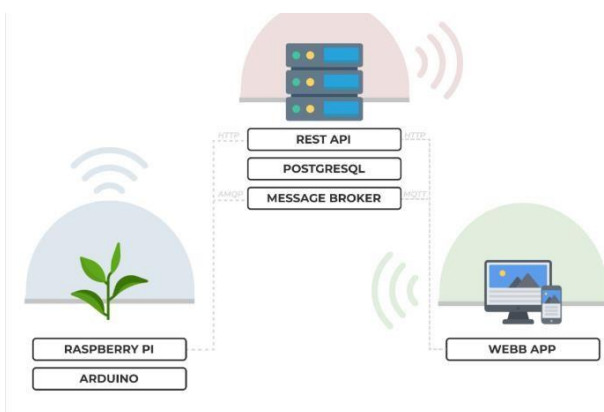 HTTP
REST API
HTTP
POSTGRESQL
AMQP
MESSAGE BROKER
MQTT
RASPBERRY PI
ARDUINO
WEBB APP